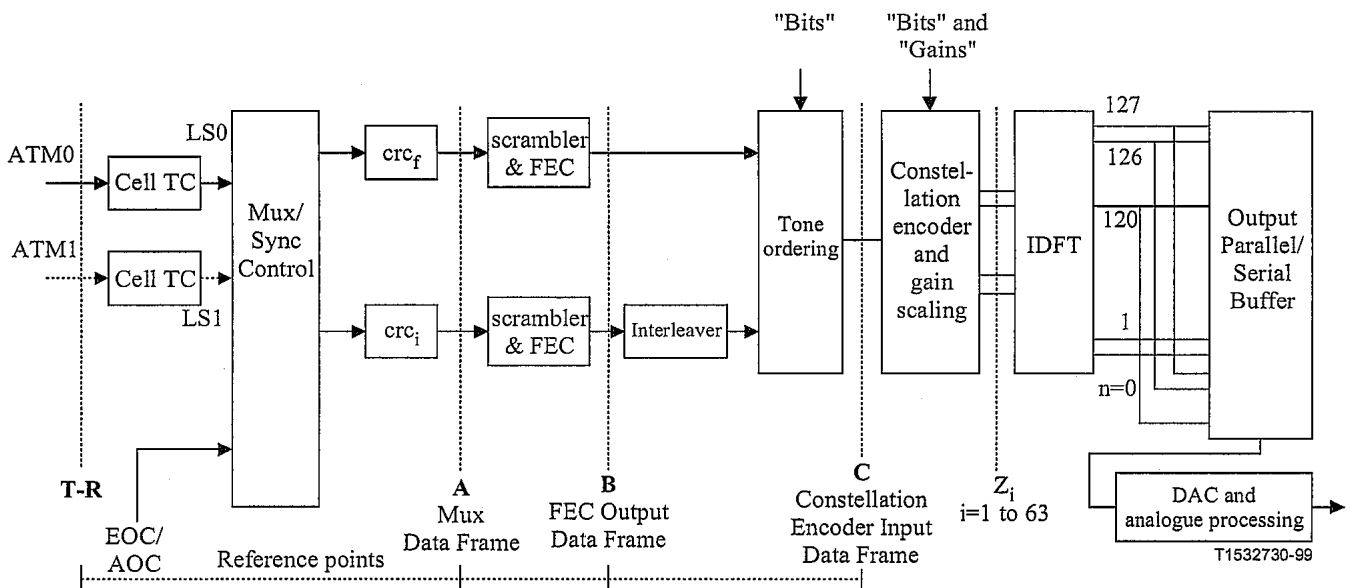 "Bits"
"Bits" and
"Gains"
ATM0
Cell TC
LS0
ATM1
Cell TC
LS1
Mux/
Sync
Control
crc_f
crc_i
scrambler
& FEC
scrambler
& FEC
Interleaver
Tone
ordering
Constel-
lation
encoder
and
gain
scaling
IDFT
127
126
120
1
n=0
Output
Parallel/
Serial
Buffer
DAC and
analogue processing
T-R
EOC/
AOC
Reference points
A
Mux
Data Frame
B
FEC Output
Data Frame
C
Constellation
Encoder Input
Data Frame
Z_i
i=1 to 63
T1532730-99